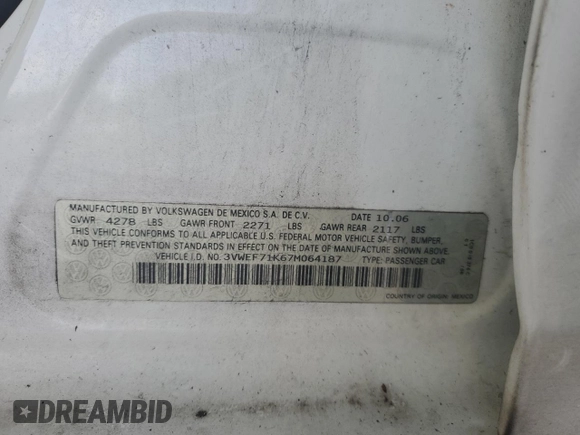 MANUFACTURED BY VOLKSWAGEN DE MEXICO S.A. DE C.V. DATE 10.06
GVWR 4278 LBS GAWR FRONT 2271 LBS GAWR REAR 2117 LBS
THIS VEHICLE CONFORMS TO ALL APPLICABLE U.S. FEDERAL MOTOR VEHICLE SAFETY, BUMPER,
AND THEFT PREVENTION STANDARDS IN EFFECT ON THE DATE OF MANUFACTURE SHOWN ABOVE.
VEHICLE I.D. NO. 3VWEF71K67M064187 TYPE: PASSENGER CAR
COUNTRY OF ORIGIN: MEXICO
DREAMBID